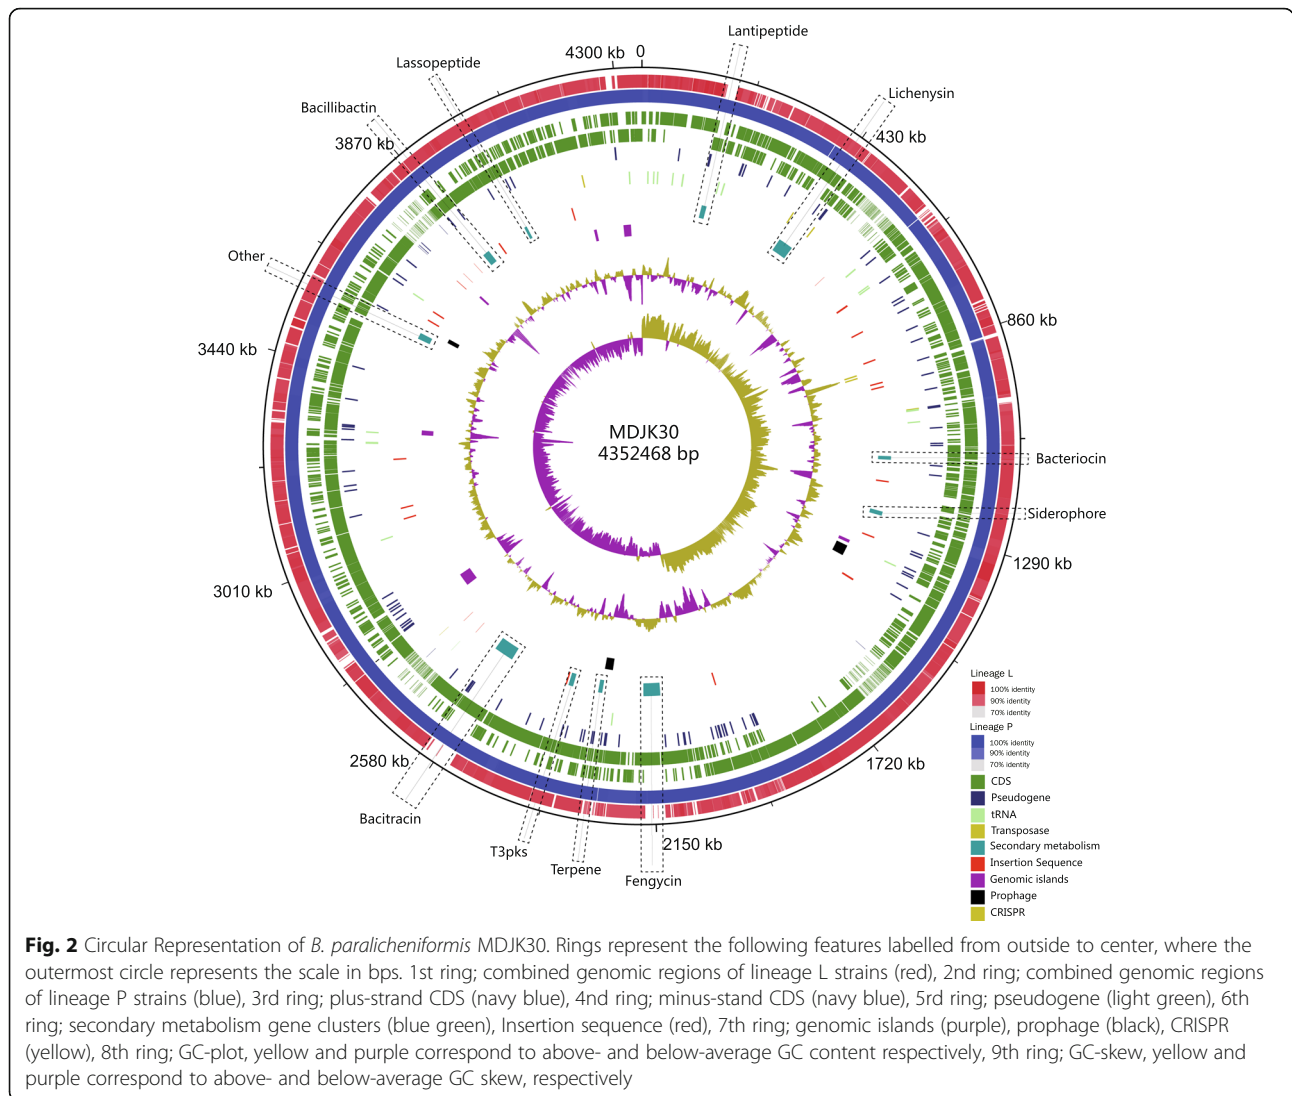 Lantipeptide
4300 kb
0
Lassopeptide
Lichenysin
Bacillibactin
3870 kb
430 kb
Other
860 kb
3440 kb
MDJK30
4352468 bp
Bacteriocin
Siderophore
1290 kb
3010 kb
2580 kb
1720 kb
Bacitracin
T3pks
2150 kb
Terpene
Fengycin
Lineage L
100% identity
90% identity
70% identity
Lineage P
100% identity
90% identity
70% identity
CDS
Pseudogene
tRNA
Transposase
Secondary metabolism
Insertion Sequence
Genomic islands
Prophage
CRISPR
Fig. 2 Circular Representation of B. paralicheniformis MDJK30. Rings represent the following features labelled from outside to center, where the
outermost circle represents the scale in bps. 1st ring; combined genomic regions of lineage L strains (red), 2nd ring; combined genomic regions
of lineage P strains (blue), 3rd ring; plus-strand CDS (navy blue), 4nd ring; minus-stand CDS (navy blue), 5rd ring; pseudogene (light green), 6th
ring; secondary metabolism gene clusters (blue green), Insertion sequence (red), 7th ring; genomic islands (purple), prophage (black), CRISPR
(yellow), 8th ring; GC-plot, yellow and purple correspond to above- and below-average GC content respectively, 9th ring; GC-skew, yellow and
purple correspond to above- and below-average GC skew, respectively